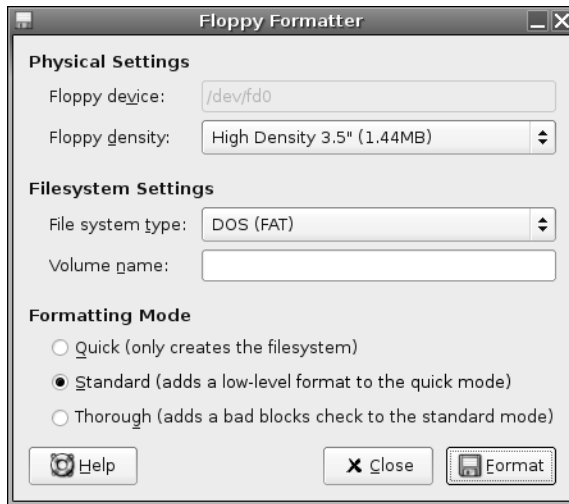 Floppy Formatter
Physical Settings
Floppy device: /dev/fd0
Floppy density: High Density 3.5" (1.44MB)
Filesystem Settings
File system type: DOS (FAT)
Volume name:
Formatting Mode
Quick (only creates the filesystem)
Standard (adds a low-level format to the quick mode)
Thorough (adds a bad blocks check to the standard mode)
Help Close Format